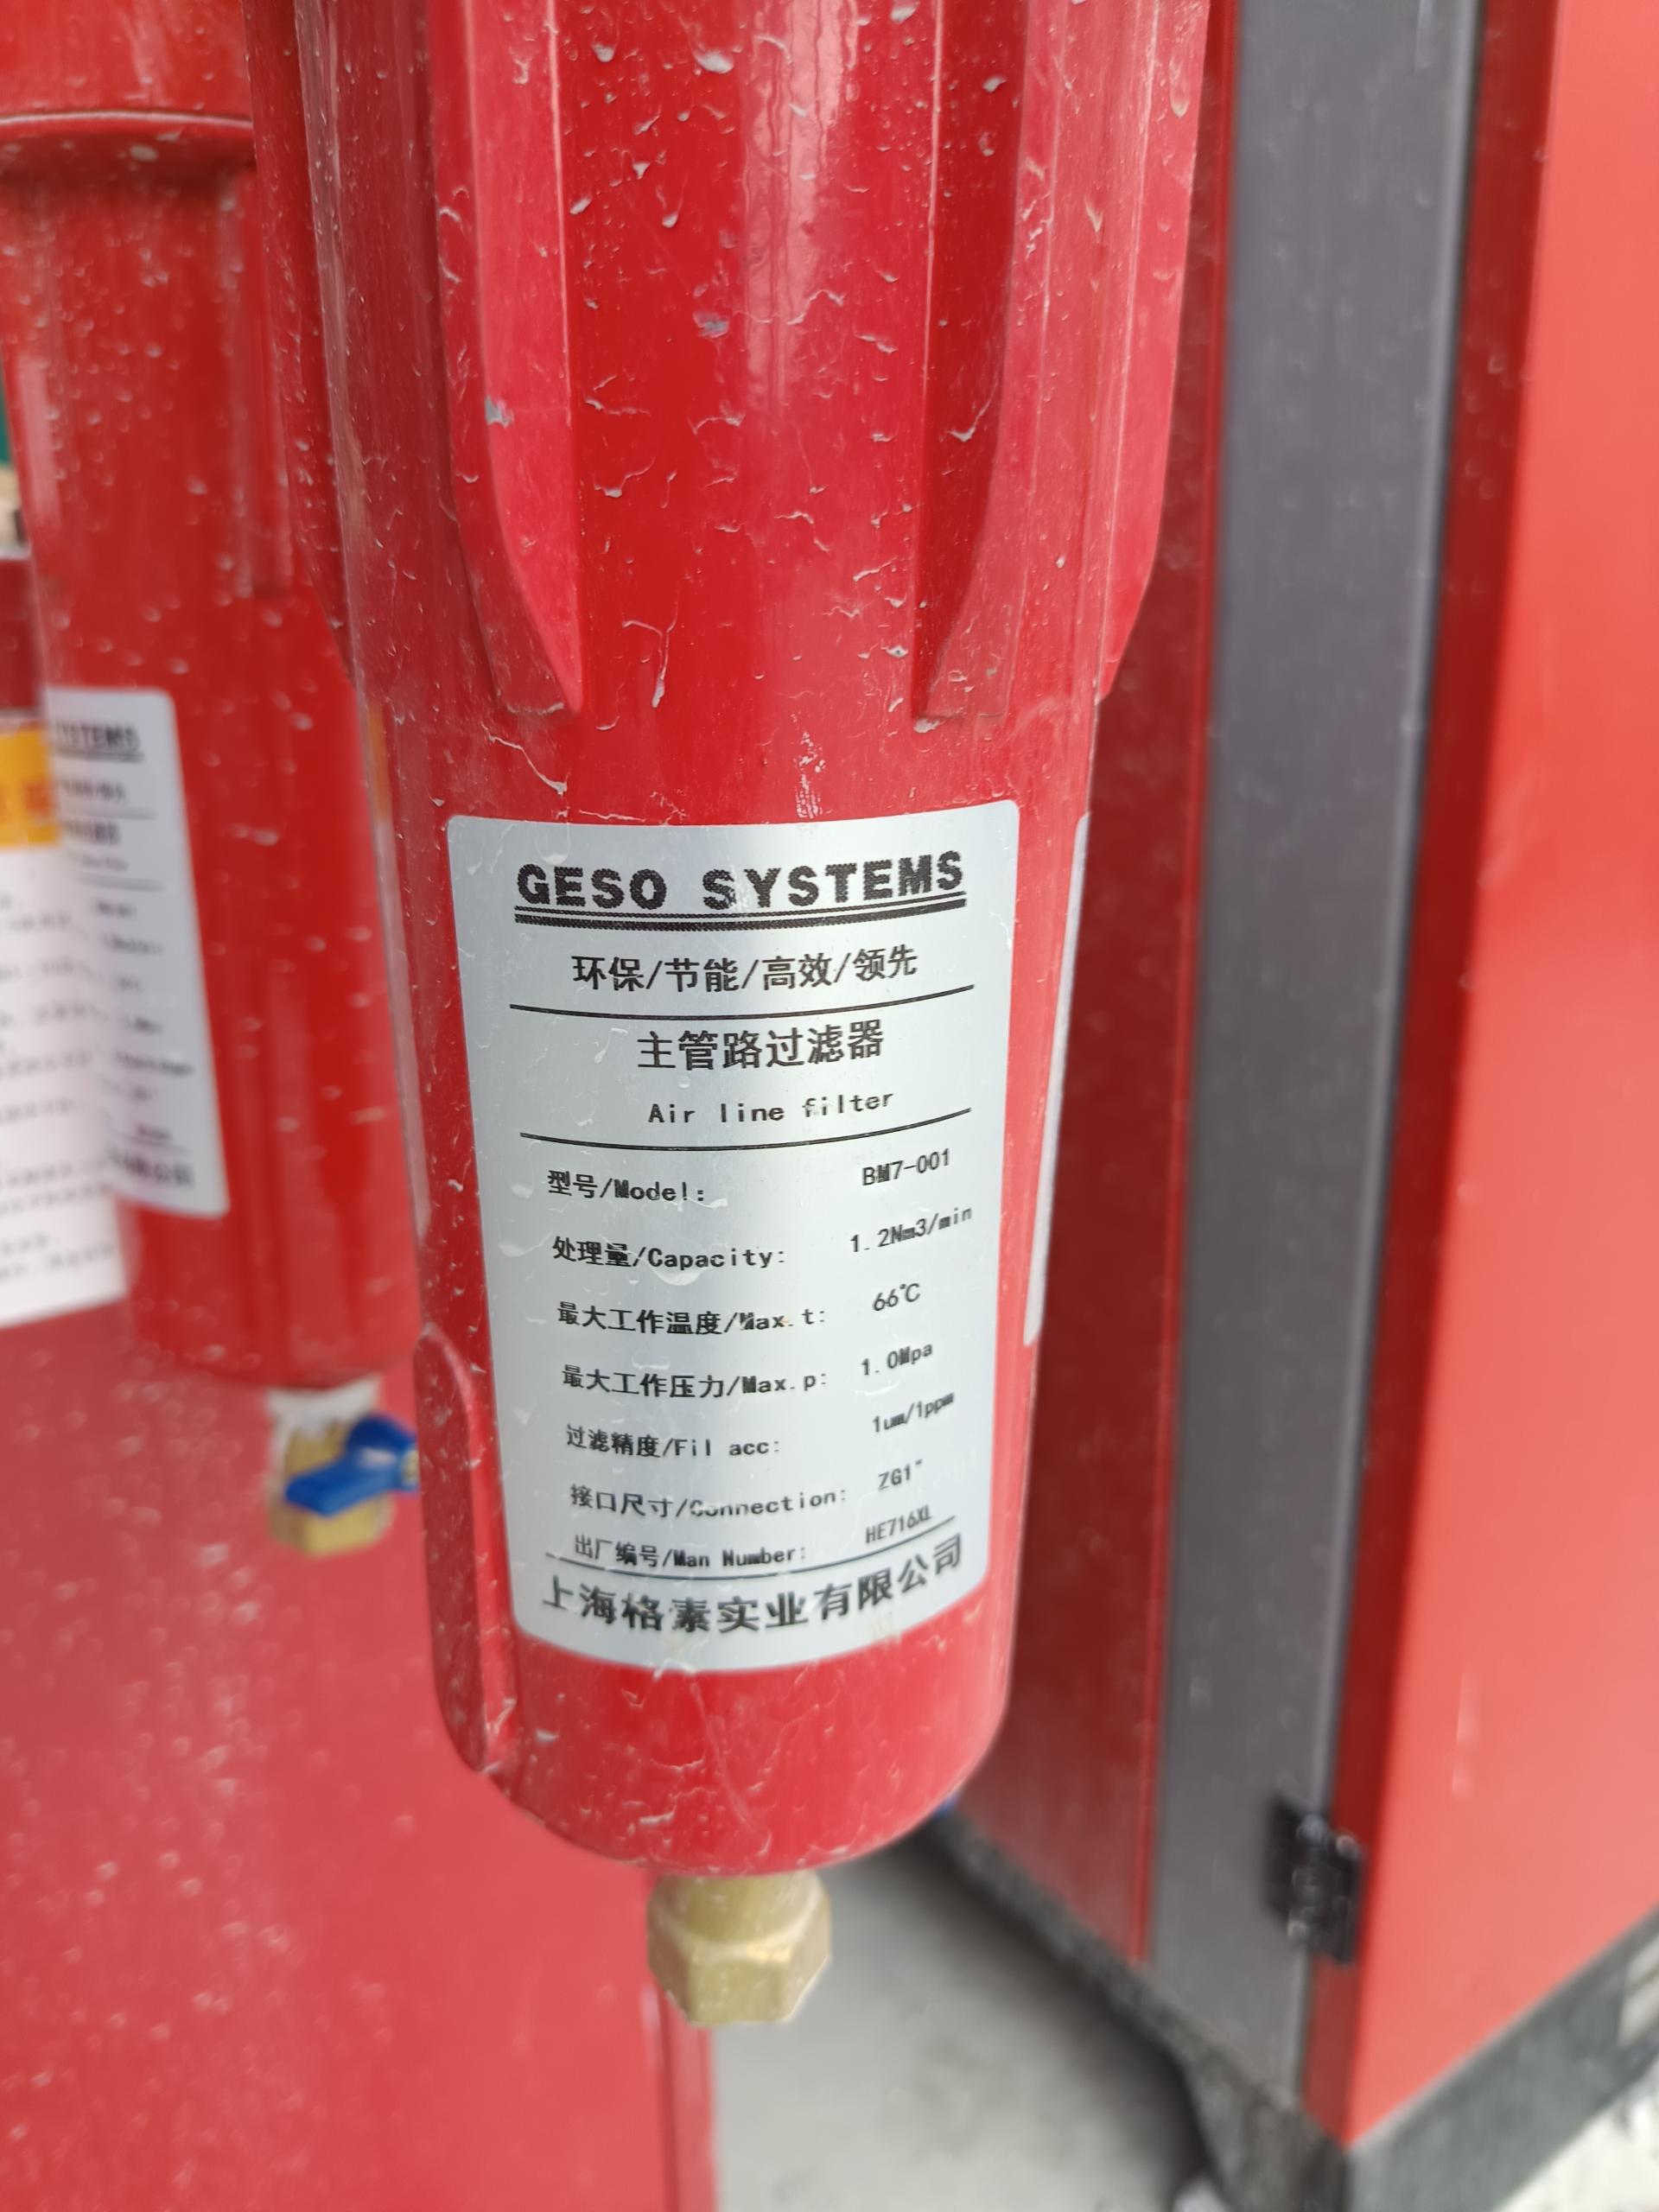 GESO SYSTEMS
环保/节能/高效/领先
主管路过滤器
Air line filter
型号/Model: BM7-001
处理量/Capacity: 1.2Nm3/min
最大工作温度/Max.t: 66℃
最大工作压力/Max.p: 1.0Mpa
过滤精度/Fil acc: 1um/1ppm
接口尺寸/Connection: ZG1"
出厂编号/Man Number: HE716XL
上海格素实业有限公司
YSTEMS